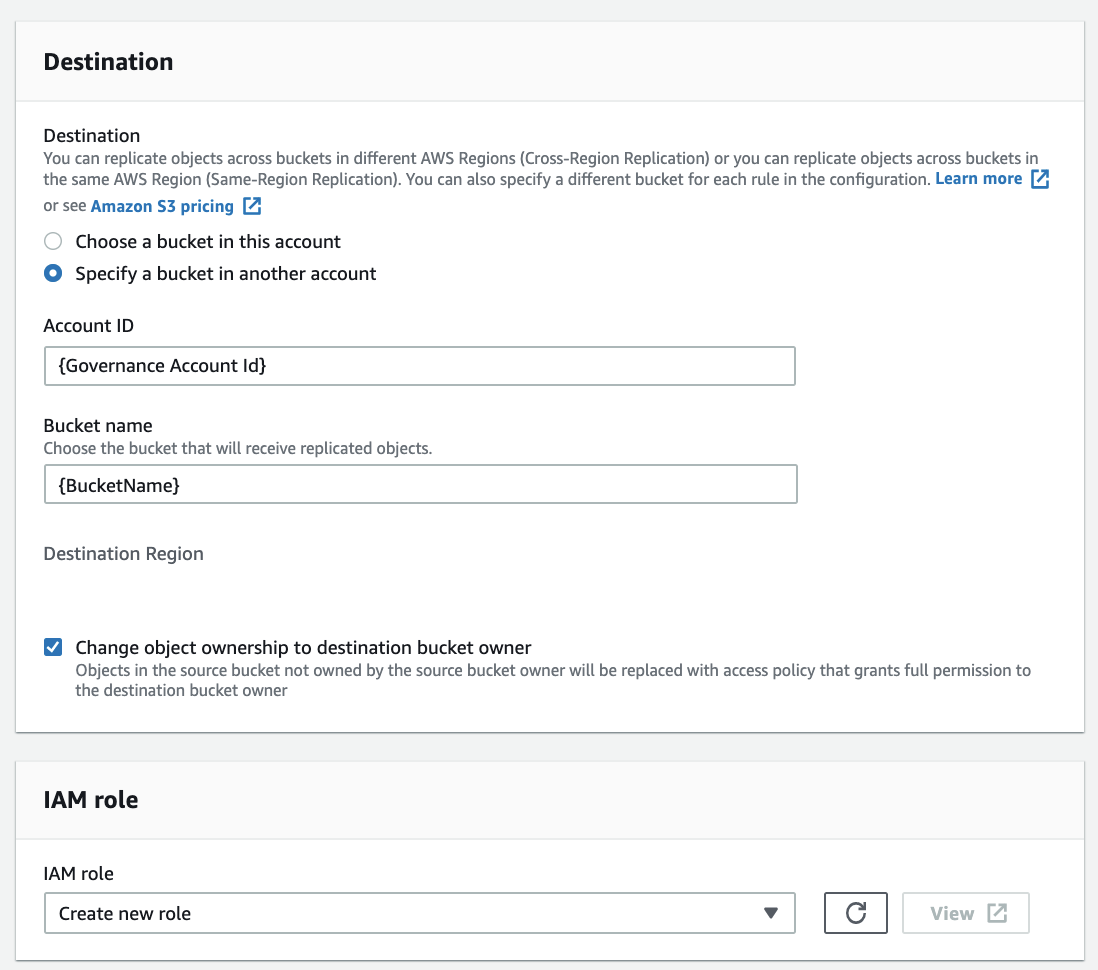 Destination
Destination
You can replicate objects across buckets in different AWS Regions (Cross-Region Replication) or you can replicate objects across buckets in
the same AWS Region (Same-Region Replication). You can also specify a different bucket for each rule in the configuration. Learn more
or see Amazon S3 pricing
Choose a bucket in this account
Specify a bucket in another account
Account ID
{Governance Account Id}
Bucket name
Choose the bucket that will receive replicated objects.
{BucketName}
Destination Region
Change object ownership to destination bucket owner
Objects in the source bucket not owned by the source bucket owner will be replaced with access policy that grants full permission to
the destination bucket owner
IAM role
IAM role
Create new role
View